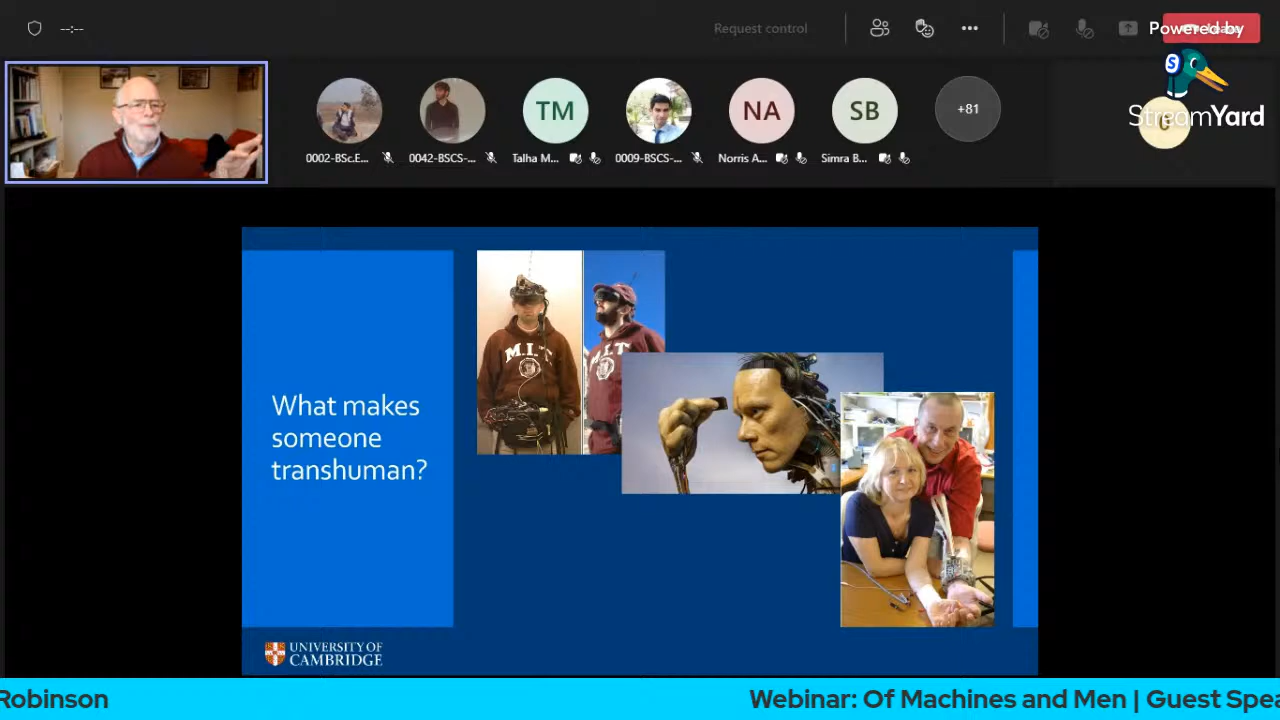 --:--
Request control
Powered by
StreamYard
+81
TM
NA
SB
C
0002-BSc.E...
0042-BSCS-...
Talha M...
0009-BSCS-...
Norris A...
Simra B...
M.I.T
M.I.T
What makes
someone
transhuman?
UNIVERSITY OF
CAMBRIDGE
Robinson
Webinar: Of Machines and Men | Guest Spea